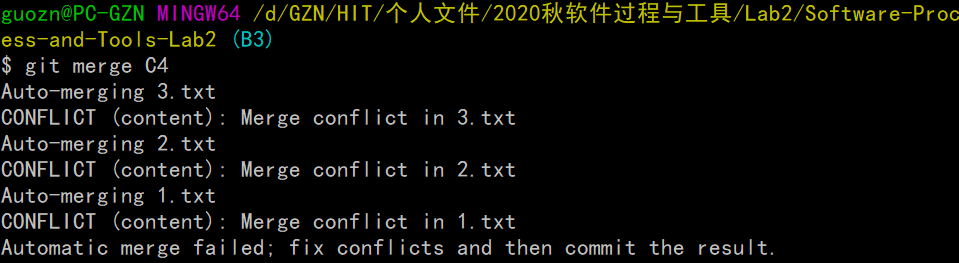 guozn@PC-GZN MINGW64 /d/GZN/HIT/个人文件/2020秋软件过程与工具/Lab2/Software-Proc
ess-and-Tools-Lab2 (B3)
$ git merge C4
Auto-merging 3.txt
CONFLICT (content): Merge conflict in 3.txt
Auto-merging 2.txt
CONFLICT (content): Merge conflict in 2.txt
Auto-merging 1.txt
CONFLICT (content): Merge conflict in 1.txt
Automatic merge failed; fix conflicts and then commit the result.